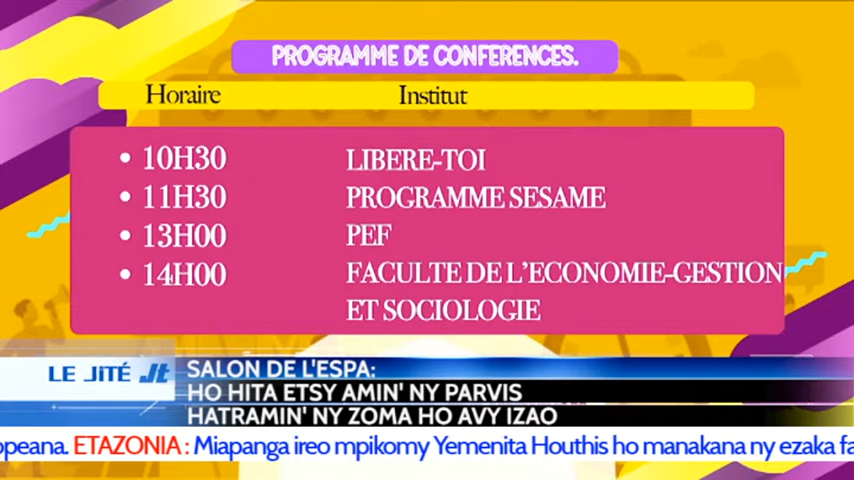 PROGRAMME DE CONFERENCES.
Horaire Institut
• 10H30 LIBERE-TOI
• 11H30 PROGRAMME SESAME
• 13H00 PEF
• 14H00 FACULTE DE L'ECONOMIE-GESTION
ET SOCIOLOGIE
LE JITÉ Jt
SALON DE L'ESPA:
HO HITA ETSY AMIN' NY PARVIS
HATRAMIN' NY ZOMA HO AVY IZAO
opeana. ETAZONIA : Miapanga ireo mpikomy Yemenita Houthis ho manakana ny ezaka fa